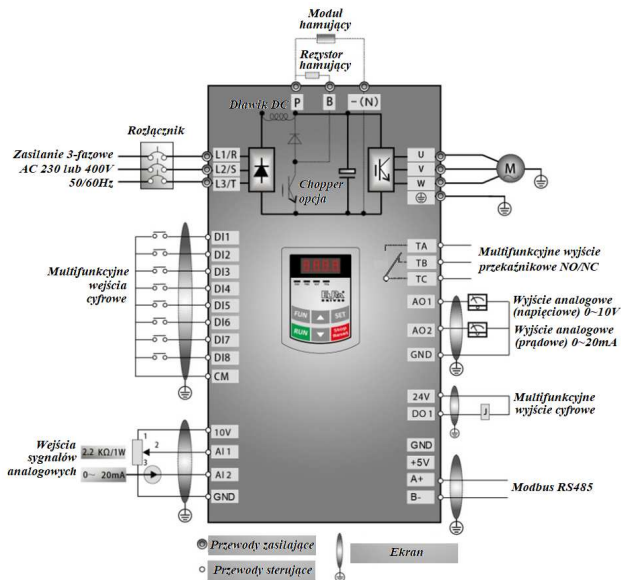 Moduł
hamujący
Rezystor
hamujący
P
B
-(N)
Dławik DC
Rozłącznik
Zasilanie 3-fazowe
AC 230 lub 400V
50/60Hz
L1/R
L2/S
L3/T
Chopper
opcja
U
V
W
M
Multifunkcyjne
wejścia
cyfrowe
DI1
DI2
DI3
DI4
DI5
DI6
DI7
DI8
CM
FUN
SET
RUN
TA
TB
TC
Multifunkcyjne wyjście
przekaźnikowe NO/NC
AO1
AO2
GND
Wyjście analogowe
(napięciowe) 0~10V
Wyjście analogowe
(prądowe) 0~20mA
24V
DO1
J
Multifunkcyjne
wyjście cyfrowe
Wejścia
sygnałów
analogowych
2.2 KΩ/1W
0~ 20mA
1
2
3
10V
AI1
AI2
GND
GND
+5V
A+
B-
Modbus RS485
Przewody zasilające
Przewody sterujące
Ekran